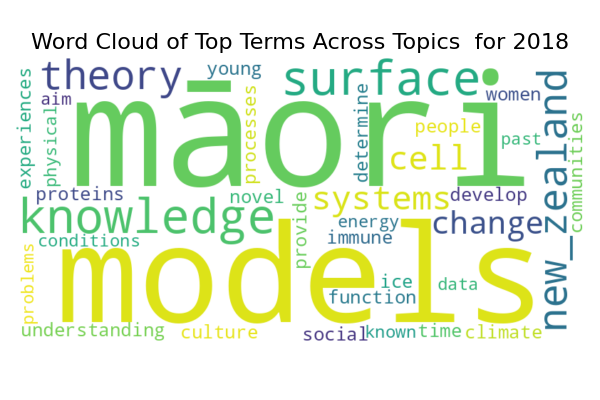 Word Cloud of Top Terms Across Topics  for 2018
theory
young
surface
māori
aim
experiences
physical
processes
determine
women
people
past
cell
new_zealand
communities
proteins
novel
systems
develop
knowledge
provide
energy
change
immune
conditions
models
problems
ice
data
function
understanding
culture
social
known
time
climate